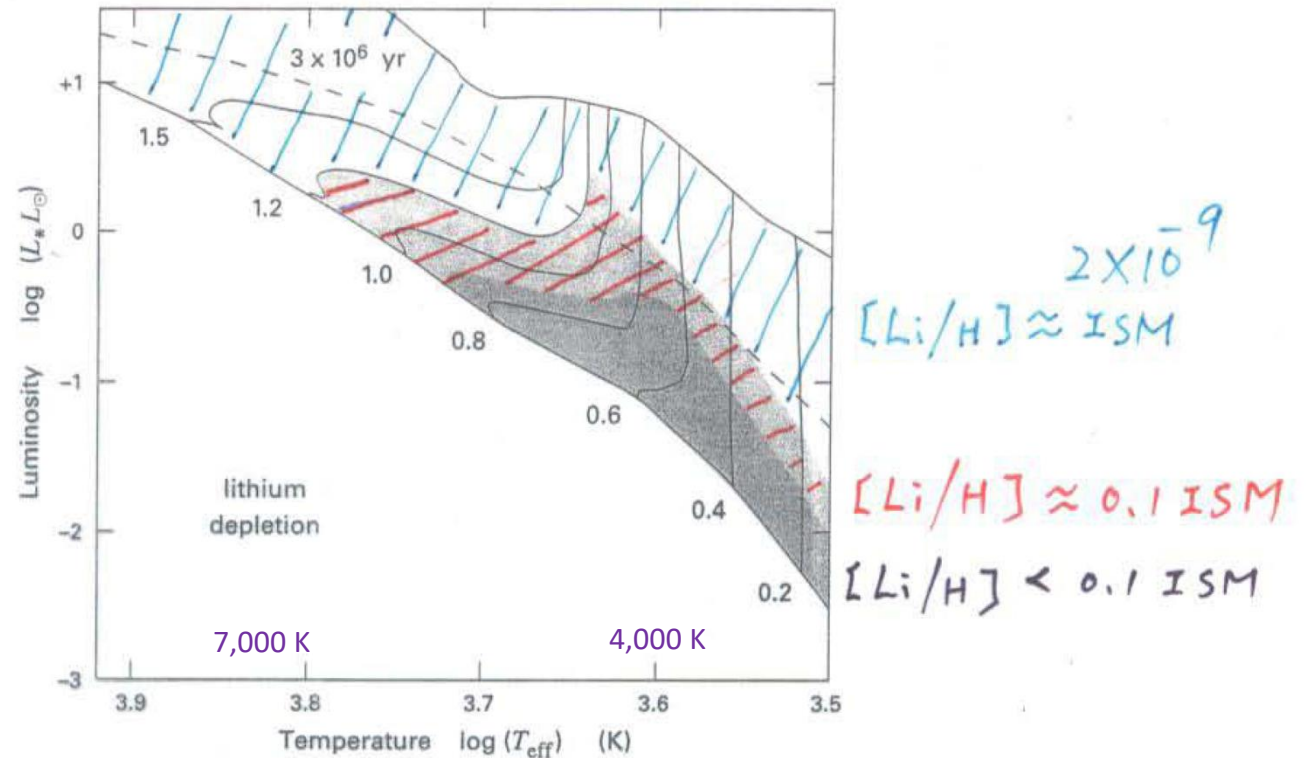 3 x 10⁶ yr
+1
0
-1
-2
-3
Luminosity log (L* L⊙)
1.5
1.2
1.0
0.8
0.6
0.4
0.2
lithium
depletion
7,000 K
4,000 K
3.9
3.8
3.7
3.6
3.5
Temperature log (Teff) (K)
2 X 10⁻⁹
[Li/H] ≈ ISM
[Li/H] ≈ 0.1 ISM
[Li/H] < 0.1 ISM